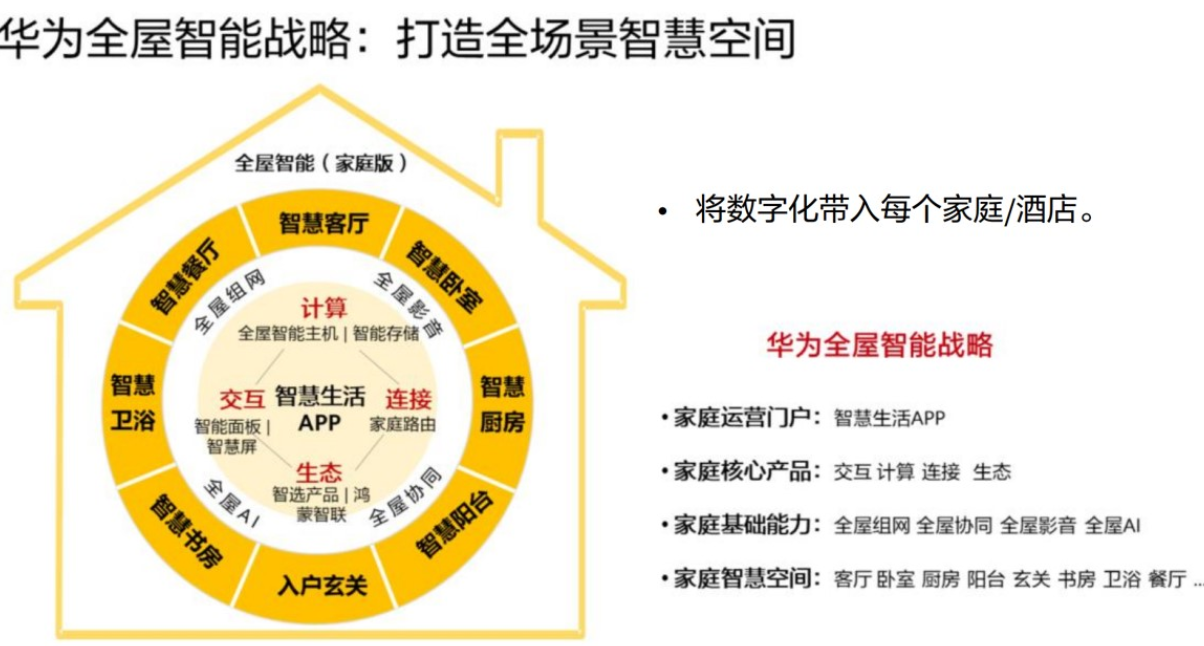 华为全屋智能战略：打造全场景智慧空间
全屋智能（家庭版）
智慧客厅
智慧卧室
智慧厨房
智慧阳台
入户玄关
智慧书房
智慧卫浴
智慧餐厅
全屋组网
全屋影音
全屋协同
全屋AI
计算
全屋智能主机 | 智能存储
交互
智能面板 |
智慧屏
智慧生活
APP
连接
家庭路由
生态
智选产品 | 鸿
蒙智联
• 将数字化带入每个家庭/酒店。
华为全屋智能战略
• 家庭运营门户：智慧生活APP
• 家庭核心产品：交互 计算 连接 生态
• 家庭基础能力：全屋组网 全屋协同 全屋影音 全屋AI
• 家庭智慧空间：客厅 卧室 厨房 阳台 玄关 书房 卫浴 餐厅 ...